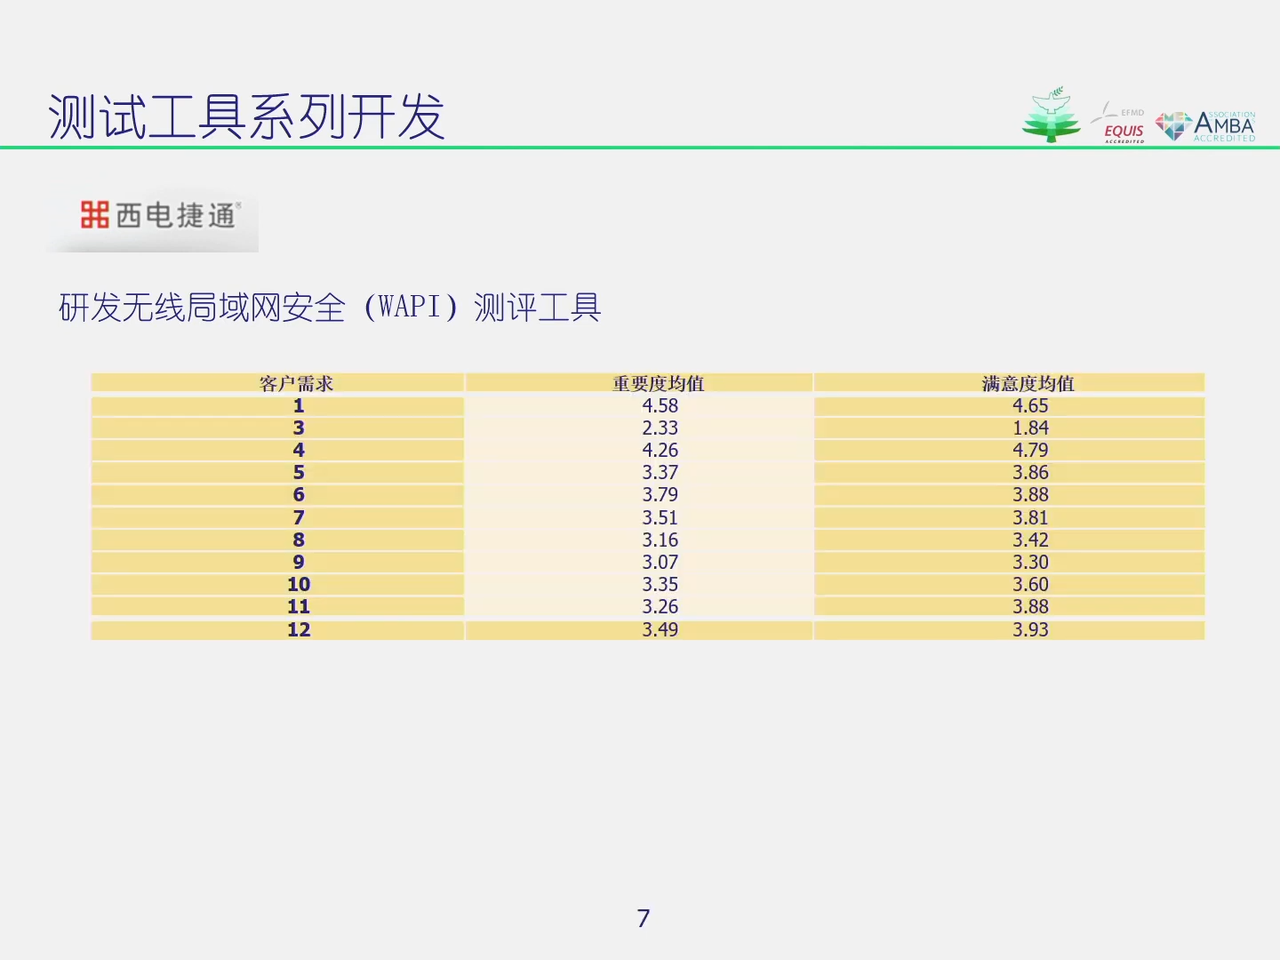 测试工具系列开发
EFMD
EQUIS
ACCREDITED
ASSOCIATION
AMBA
ACCREDITED
西电捷通®
研发无线局域网安全（WAPI）测评工具
客户需求 重要度均值 满意度均值
1 4.58 4.65
3 2.33 1.84
4 4.26 4.79
5 3.37 3.86
6 3.79 3.88
7 3.51 3.81
8 3.16 3.42
9 3.07 3.30
10 3.35 3.60
11 3.26 3.88
12 3.49 3.93
7